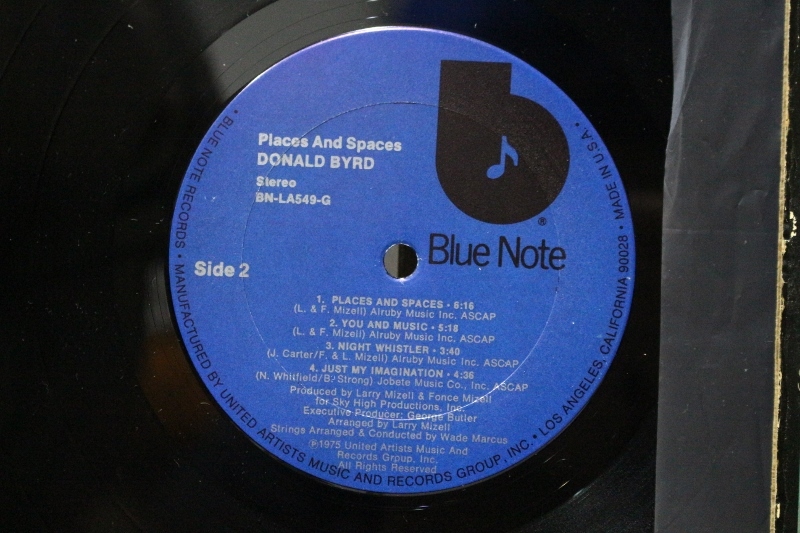 Places And Spaces
DONALD BYRD
Stereo
BN-LA549-G
b
®
Blue Note
Side 2
1. PLACES AND SPACES • 6:16
(L. & F. Mizell) Alruby Music Inc. ASCAP
2. YOU AND MUSIC • 5:18
(L. & F. Mizell) Alruby Music Inc. ASCAP
3. NIGHT WHISTLER • 3:40
(J. Carter/F. & L. Mizell) Alruby Music Inc. ASCAP
4. JUST MY IMAGINATION • 4:36
(N. Whitfield/B. Strong) Jobete Music Co., Inc. ASCAP
Produced by Larry Mizell & Fonce Mizell
for Sky High Productions, Inc.
Executive Producer: George Butler
Arranged by Larry Mizell
Strings Arranged & Conducted by Wade Marcus
℗1975 United Artists Music And
Records Group, Inc.
All Rights Reserved
• BLUE NOTE RECORDS • MANUFACTURED BY UNITED ARTISTS MUSIC AND RECORDS GROUP, INC. • LOS ANGELES, CALIFORNIA 90028 • MADE IN U.S.A. •